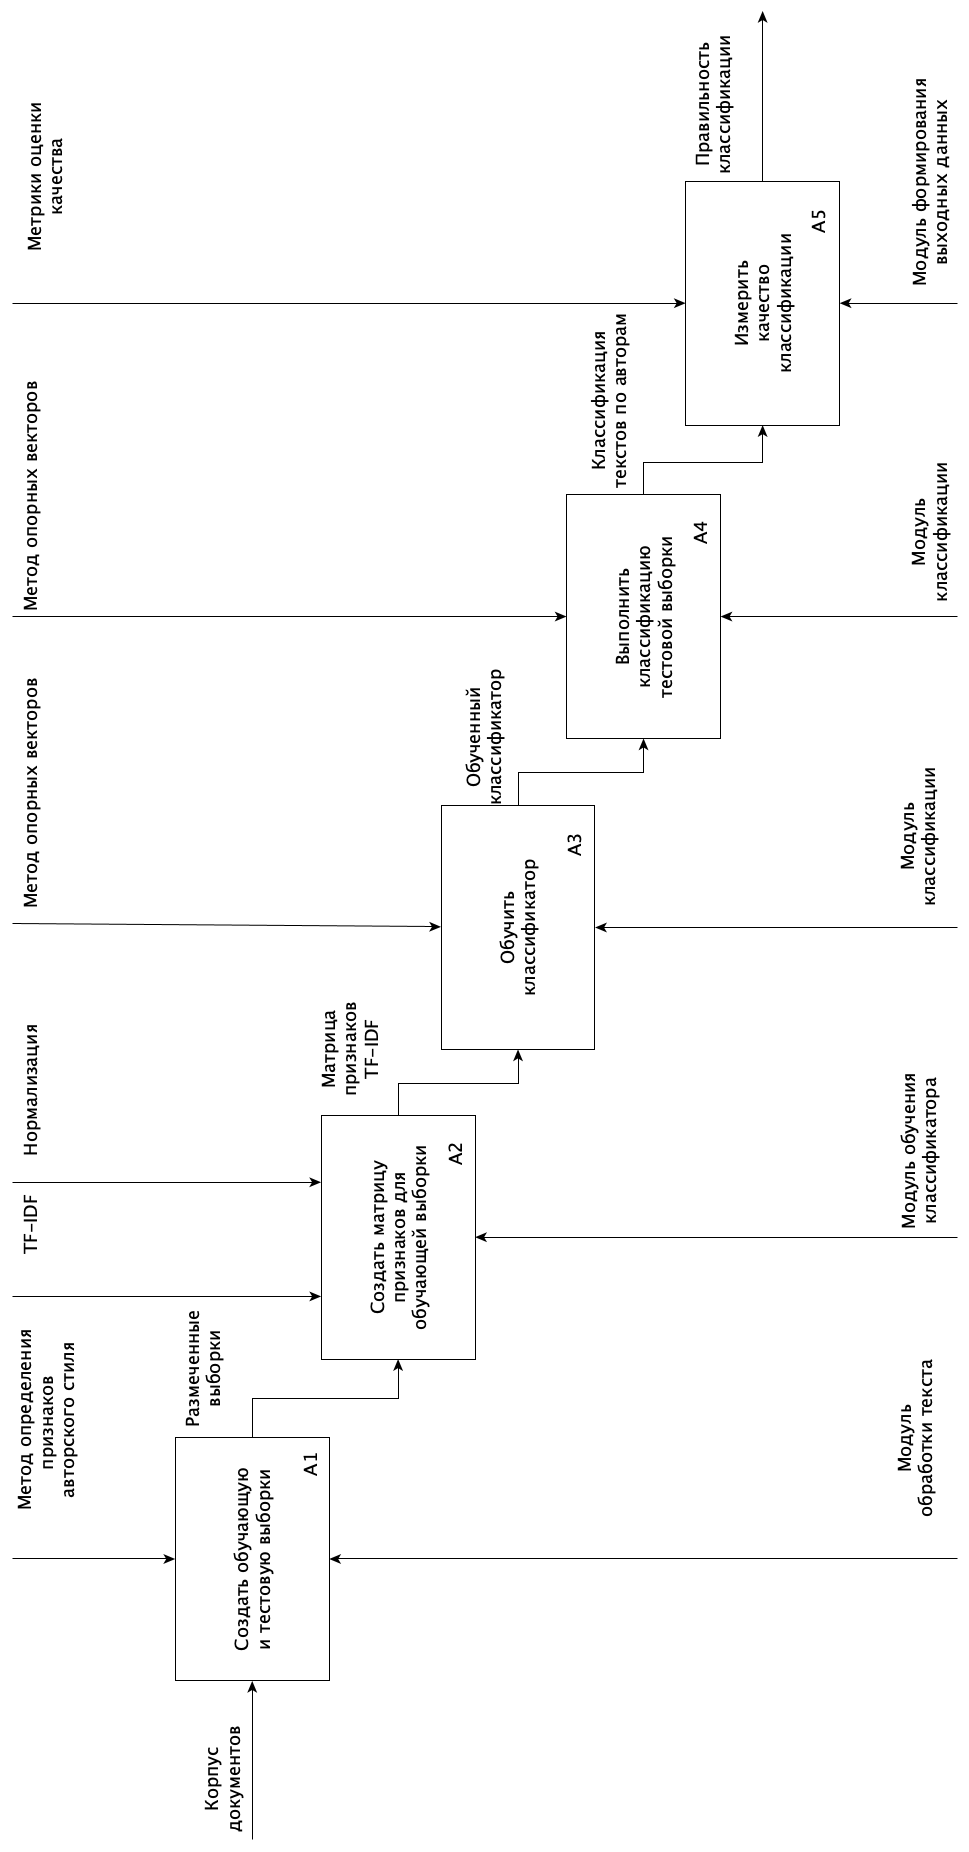 Метод определения
признаков
авторского стиля
TF-IDF
Нормализация
Метод опорных векторов
Метод опорных векторов
Метрики оценки
качества
Корпус
документов
Создать обучающую
и тестовую выборки
A1
Размеченные
выборки
Создать матрицу
признаков для
обучающей выборки
A2
Матрица
признаков
TF-IDF
Обучить
классификатор
A3
Обученный
классификатор
Выполнить
классификацию
тестовой выборки
A4
Классификация
текстов по авторам
Измерить
качество
классификации
A5
Правильность
классификации
Модуль
обработки текста
Модуль обучения
классификатора
Модуль
классификации
Модуль
классификации
Модуль формирования
выходных данных